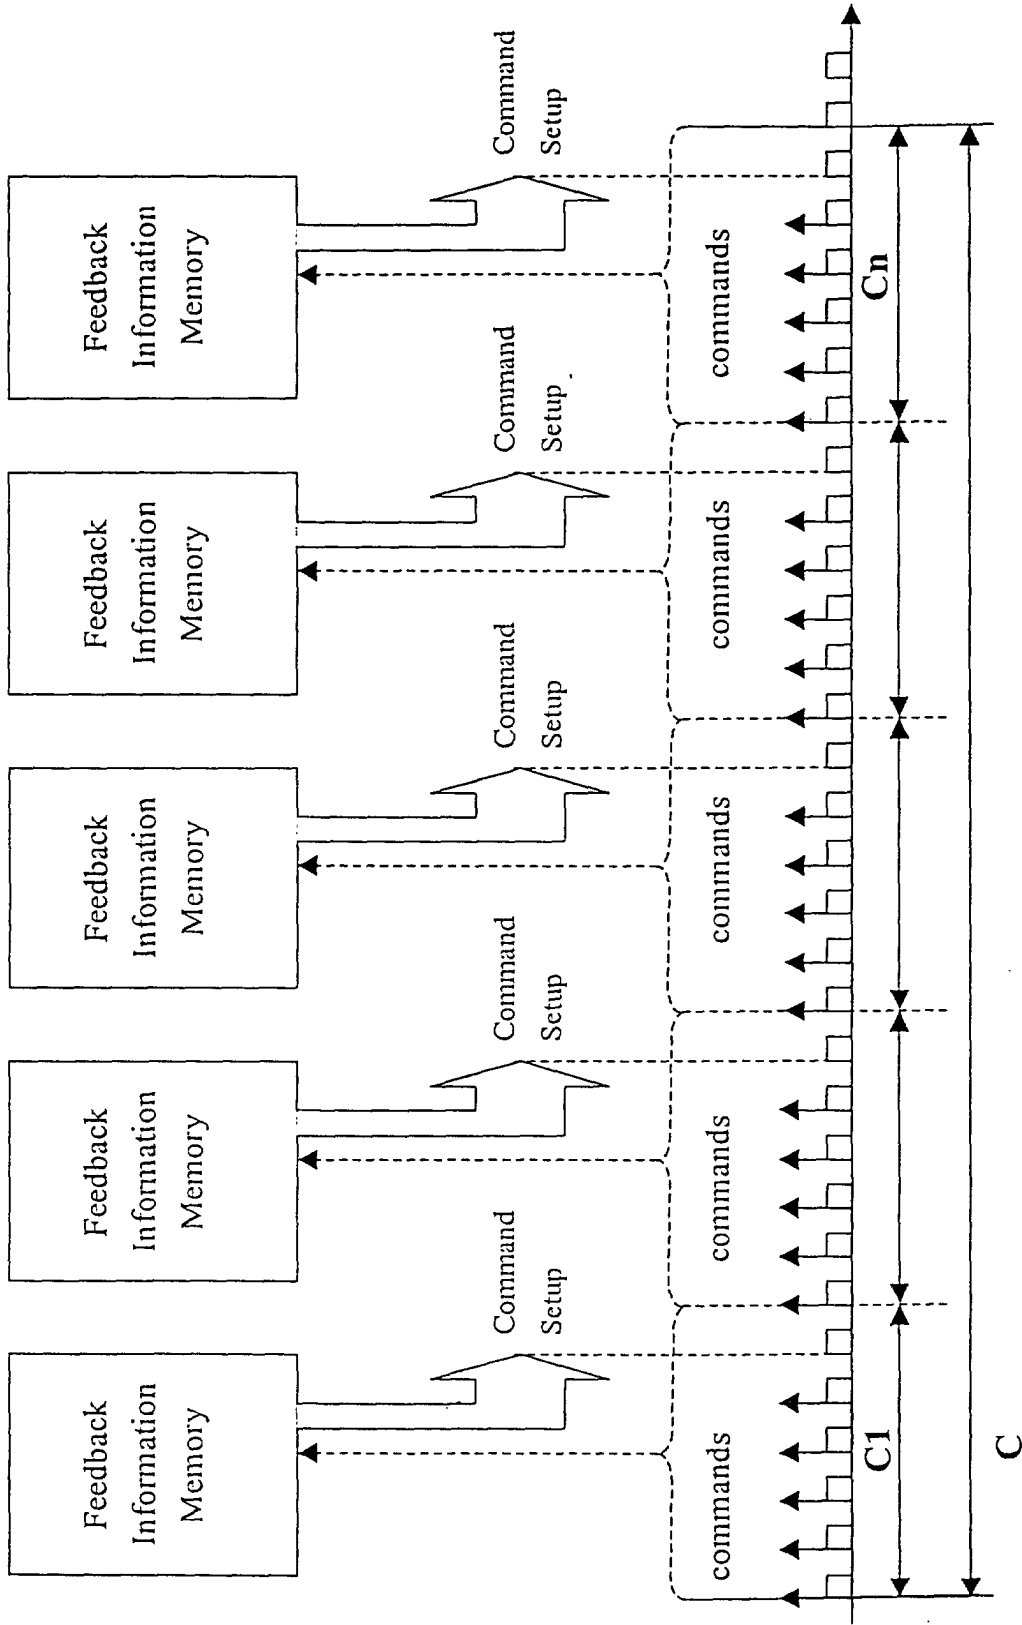 Feedback
Information
Memory
Feedback
Information
Memory
Feedback
Information
Memory
Feedback
Information
Memory
Feedback
Information
Memory
Command
Setup
Command
Setup
Command
Setup
Command
Setup
Command
Setup
commands
commands
commands
commands
commands
C1
Cn
C